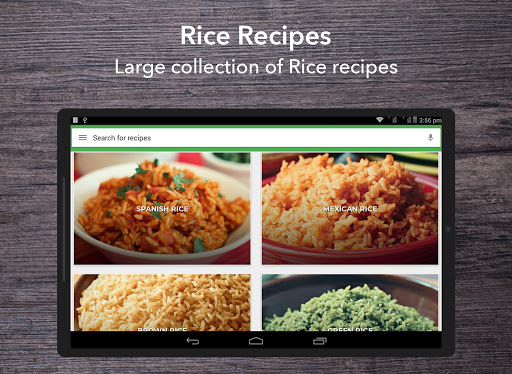 Rice Recipes
Large collection of Rice recipes
3:56 pm
Search for recipes
SPANISH RICE
MEXICAN RICE
BROWN RICE
GREEN RICE